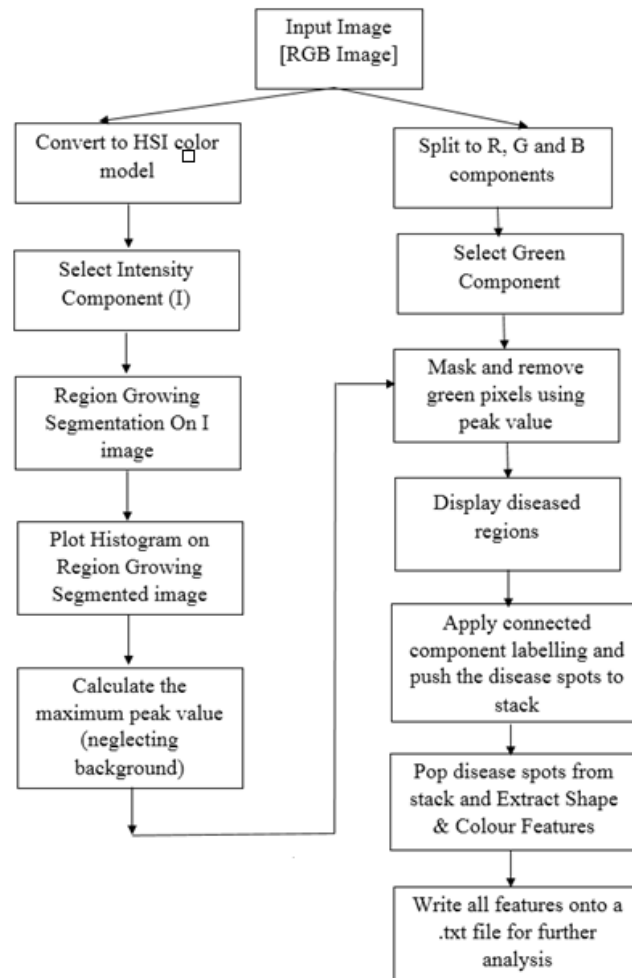 Input Image
[RGB Image]
Convert to HSI color
model
Select Intensity
Component (I)
Region Growing
Segmentation On I
image
Plot Histogram on
Region Growing
Segmented image
Calculate the
maximum peak value
(neglecting
background)
Split to R, G and B
components
Select Green
Component
Mask and remove
green pixels using
peak value
Display diseased
regions
Apply connected
component labelling and
push the disease spots to
stack
Pop disease spots from
stack and Extract Shape
& Colour Features
Write all features onto a
.txt file for further
analysis